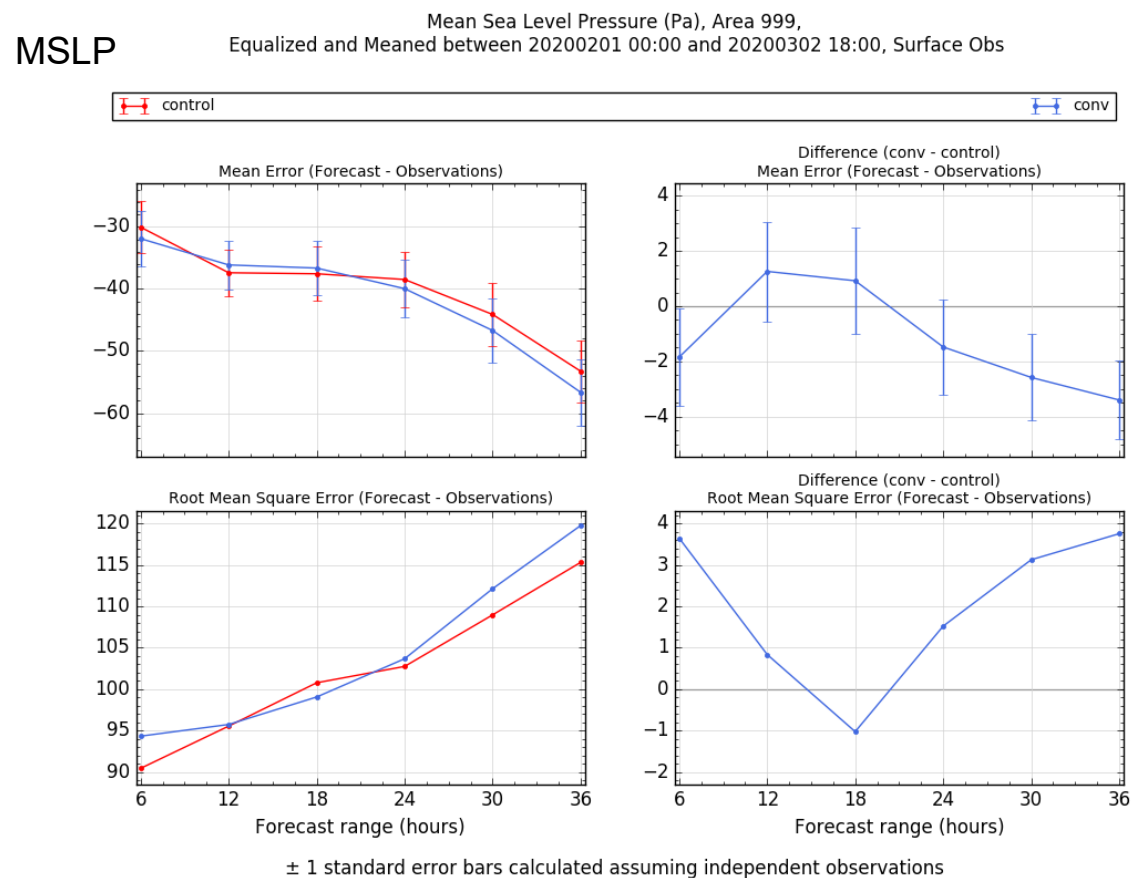 Mean Sea Level Pressure (Pa), Area 999,
MSLP
Equalized and Meaned between 20200201 00:00 and 20200302 18:00, Surface Obs
control
conv
Mean Error (Forecast - Observations)
−30
−40
−50
−60
Difference (conv - control)
Mean Error (Forecast - Observations)
4
2
0
−2
−4
Root Mean Square Error (Forecast - Observations)
120
115
110
105
100
95
90
6 12 18 24 30 36
Forecast range (hours)
Difference (conv - control)
Root Mean Square Error (Forecast - Observations)
4
3
2
1
0
−1
−2
6 12 18 24 30 36
Forecast range (hours)
± 1 standard error bars calculated assuming independent observations